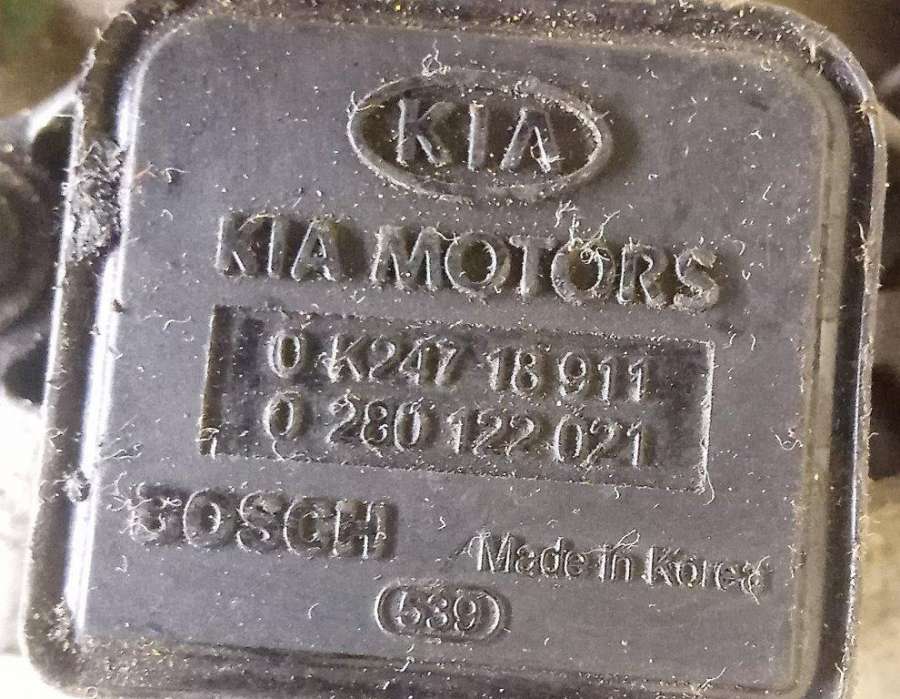 KIA
KIA MOTORS
0 K247 18 911
0 280 122 021
BOSCH
Made in Korea
539